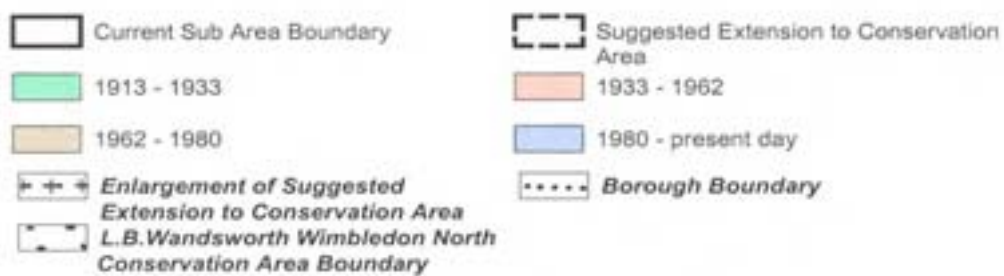 Current Sub Area Boundary
Suggested Extension to Conservation
Area
1913 - 1933
1933 - 1962
1962 - 1980
1980 - present day
Enlargement of Suggested
Extension to Conservation Area
Borough Boundary
L.B.Wandsworth Wimbledon North
Conservation Area Boundary